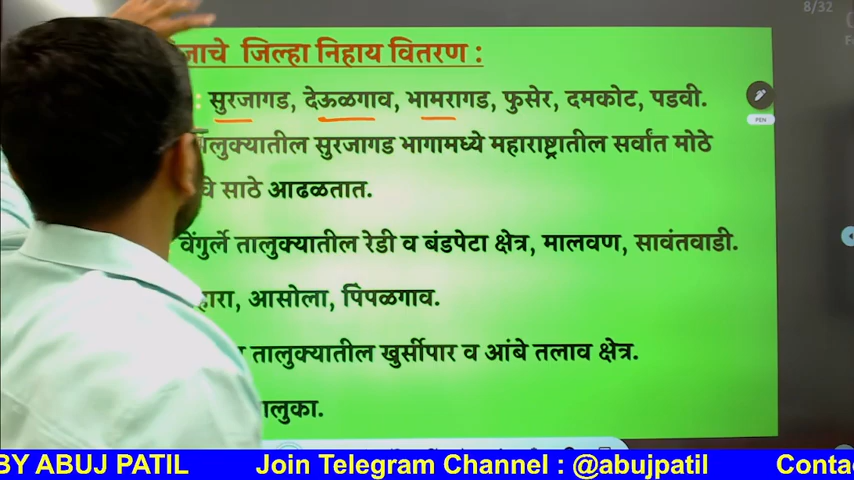 8/32
जिल्हा निहाय वितरण :
: सुरजागड, देऊळगाव, भामरागड, फुसेर, दमकोट, पडवी.
PEN
सुरजागड भागामध्ये महाराष्ट्रातील सर्वांत मोठे
साठे आढळतात.
वेंगुर्ले तालुक्यातील रेडी व बंडपेटा क्षेत्र, मालवण, सावंतवाडी.
आसोला, पिंपळगाव.
तालुक्यातील खुर्सीपार व आंबे तलाव क्षेत्र.
BY ABUJ PATIL Join Telegram Channel : @abujpatil